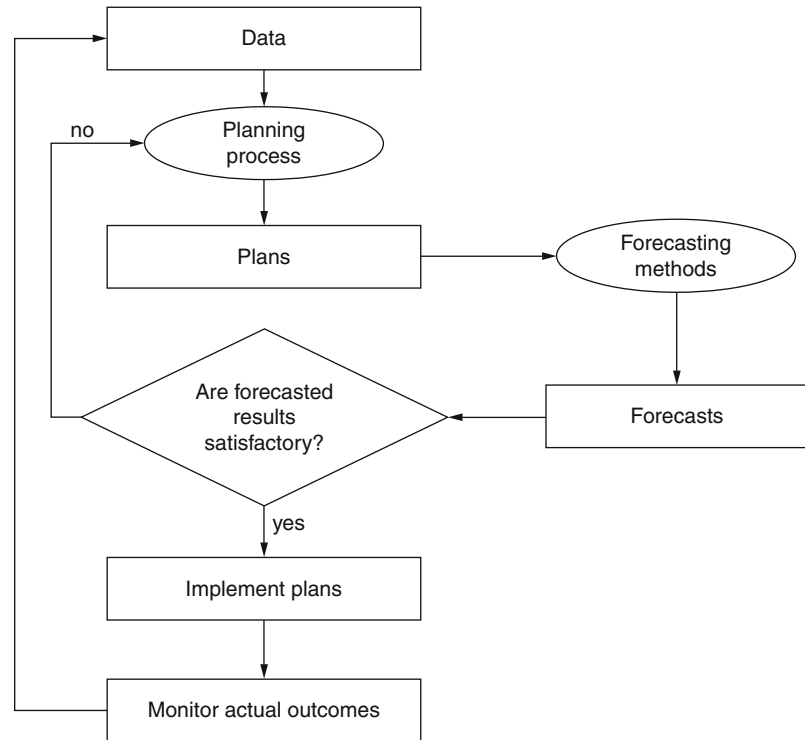 Data
no
Planning
process
Plans
Forecasting
methods
Are forecasted
results
satisfactory?
Forecasts
yes
Implement plans
Monitor actual outcomes